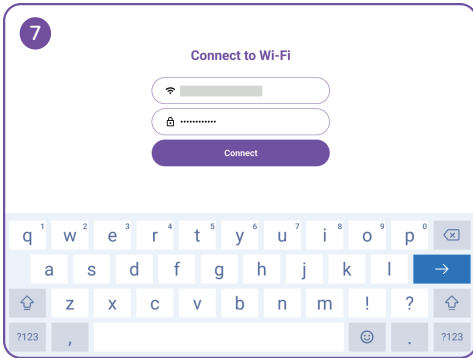 7
Connect to Wi-Fi
••••••••••••
Connect
q 1 w 2 e 3 r 4 t 5 y 6 u 7 i 8 o 9 p 0
a s d f g h j k l
z x c v b n m ! ?
?123 , . ?123